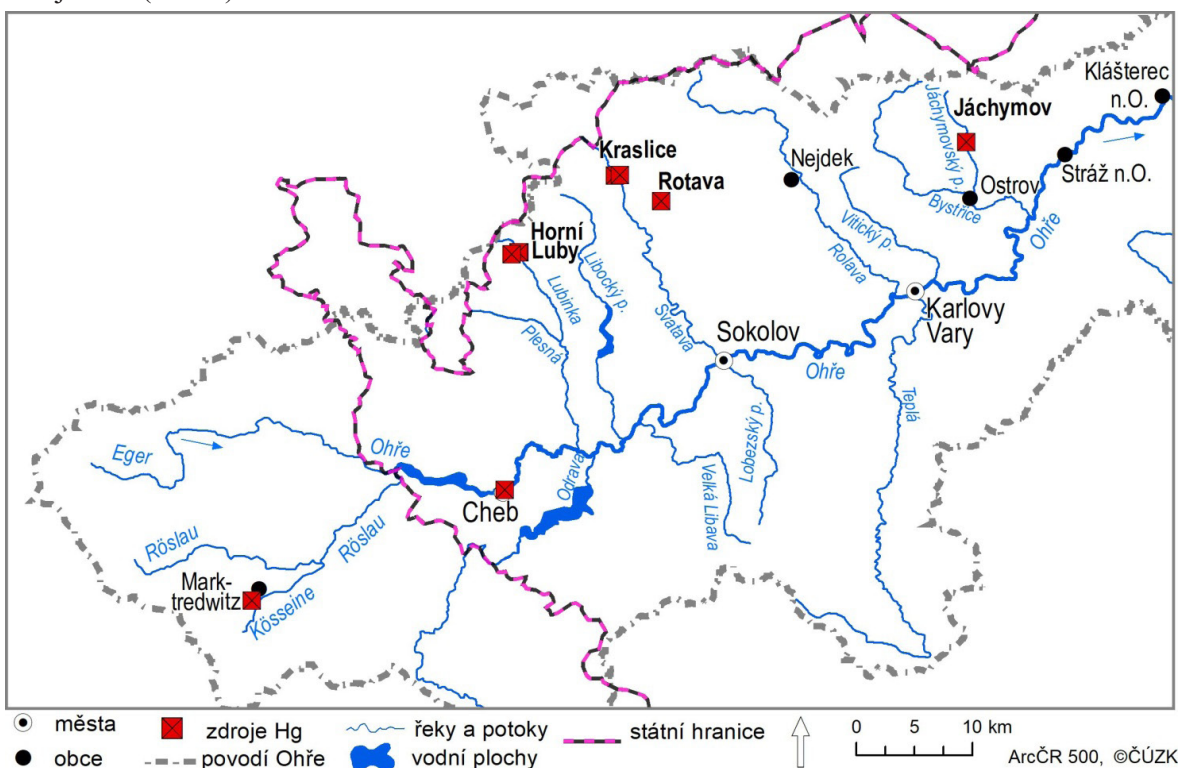 Klášterec
n.O.
Jáchymovský p.
Jáchymov
Kraslice
Nejdek
Stráž n.O.
Rotava
Ostrov
Bystřice
Ohře
Horní
Luby
Libocký p.
Vitický p.
Rolava
Lubinka
Svatava
Karlovy
Vary
Plesná
Sokolov
Ohře
Teplá
Lobezský p.
Eger
Ohře
Odrava
Velká Libava
Cheb
Röslau
Röslau
Mark-
tredwitz
Kösseine
města
zdroje Hg
řeky a potoky
státní hranice
0 5 10 km
obce
povodí Ohře
vodní plochy
ArcČR 500, ©ČÚZK